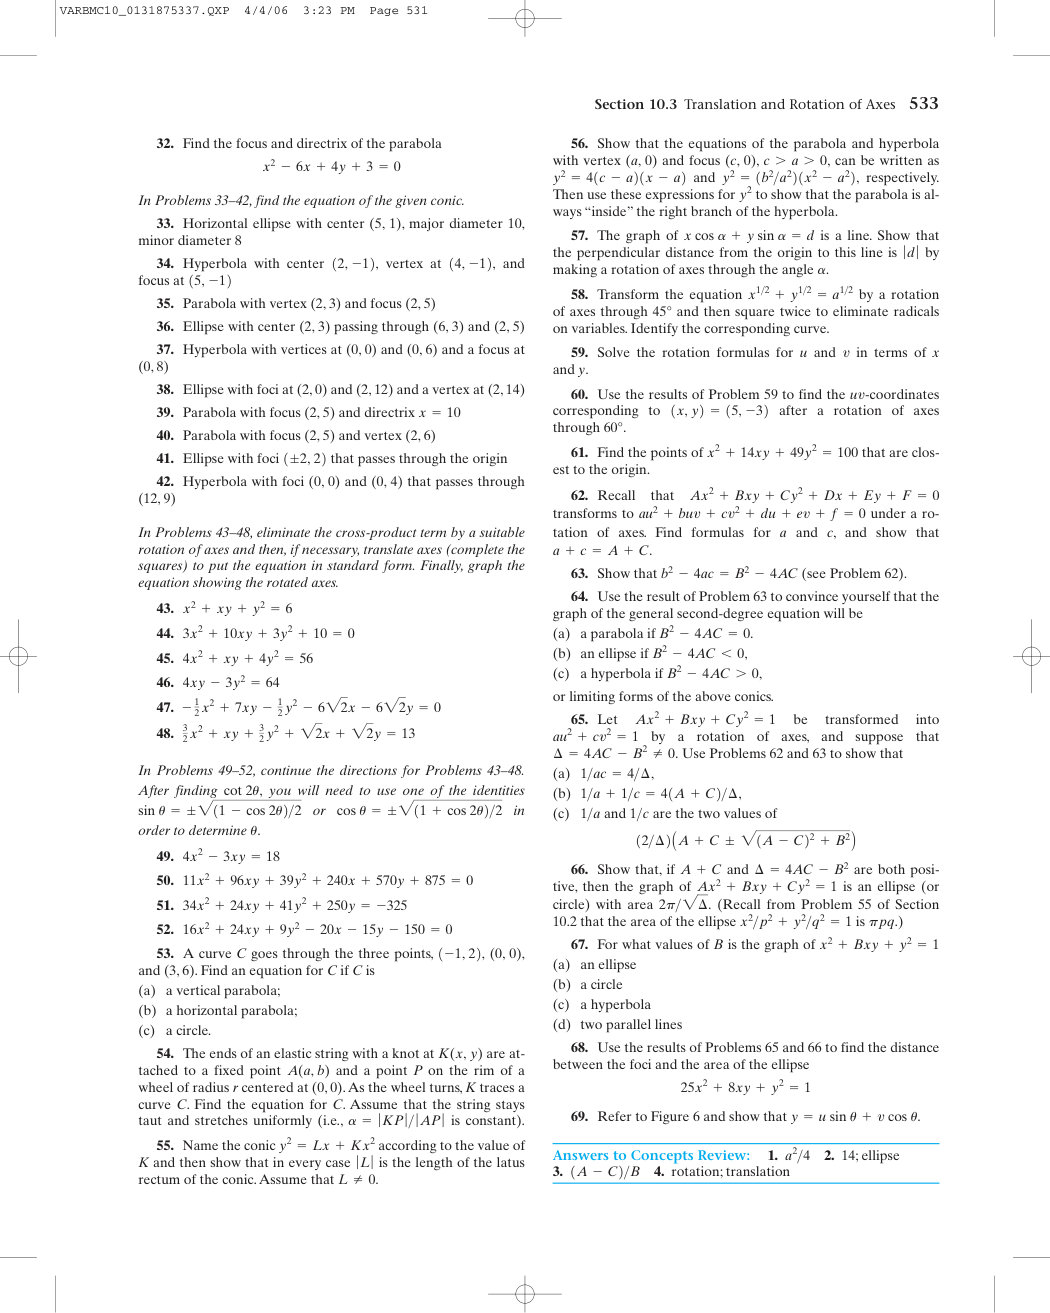 VARBMC10_0131875337.QXP 4/4/06 3:23 PM Page 531
Section 10.3 Translation and Rotation of Axes 533
32. Find the focus and directrix of the parabola
x² − 6x + 4y + 3 = 0
In Problems 33–42, find the equation of the given conic.
33. Horizontal ellipse with center (5, 1), major diameter 10,
minor diameter 8
34. Hyperbola with center (2, −1), vertex at (4, −1), and
focus at (5, −1)
35. Parabola with vertex (2, 3) and focus (2, 5)
36. Ellipse with center (2, 3) passing through (6, 3) and (2, 5)
37. Hyperbola with vertices at (0, 0) and (0, 6) and a focus at
(0, 8)
38. Ellipse with foci at (2, 0) and (2, 12) and a vertex at (2, 14)
39. Parabola with focus (2, 5) and directrix x = 10
40. Parabola with focus (2, 5) and vertex (2, 6)
41. Ellipse with foci (±2, 2) that passes through the origin
42. Hyperbola with foci (0, 0) and (0, 4) that passes through
(12, 9)
In Problems 43–48, eliminate the cross-product term by a suitable
rotation of axes and then, if necessary, translate axes (complete the
squares) to put the equation in standard form. Finally, graph the
equation showing the rotated axes.
43. x² + xy + y² = 6
44. 3x² + 10xy + 3y² + 10 = 0
45. 4x² + xy + 4y² = 56
46. 4xy − 3y² = 64
47. −½x² + 7xy − ½y² − 6√2x − 6√2y = 0
48. 3/2 x² + xy + 3/2 y² + √2x + √2y = 13
In Problems 49–52, continue the directions for Problems 43–48.
After finding cot 2θ, you will need to use one of the identities
sin θ = ±√(1 − cos 2θ)/2 or cos θ = ±√(1 + cos 2θ)/2 in
order to determine θ.
49. 4x² − 3xy = 18
50. 11x² + 96xy + 39y² + 240x + 570y + 875 = 0
51. 34x² + 24xy + 41y² + 250y = −325
52. 16x² + 24xy + 9y² − 20x − 15y − 150 = 0
53. A curve C goes through the three points, (−1, 2), (0, 0),
and (3, 6). Find an equation for C if C is
(a) a vertical parabola;
(b) a horizontal parabola;
(c) a circle.
54. The ends of an elastic string with a knot at K(x, y) are at-
tached to a fixed point A(a, b) and a point P on the rim of a
wheel of radius r centered at (0, 0). As the wheel turns, K traces a
curve C. Find the equation for C. Assume that the string stays
taut and stretches uniformly (i.e., α = |KP|/|AP| is constant).
55. Name the conic y² = Lx + Kx² according to the value of
K and then show that in every case |L| is the length of the latus
rectum of the conic. Assume that L ≠ 0.
56. Show that the equations of the parabola and hyperbola
with vertex (a, 0) and focus (c, 0), c > a > 0, can be written as
y² = 4(c − a)(x − a) and y² = (b²/a²)(x² − a²), respectively.
Then use these expressions for y² to show that the parabola is al-
ways “inside” the right branch of the hyperbola.
57. The graph of x cos α + y sin α = d is a line. Show that
the perpendicular distance from the origin to this line is |d| by
making a rotation of axes through the angle α.
58. Transform the equation x^1/2 + y^1/2 = a^1/2 by a rotation
of axes through 45° and then square twice to eliminate radicals
on variables. Identify the corresponding curve.
59. Solve the rotation formulas for u and v in terms of x
and y.
60. Use the results of Problem 59 to find the uv-coordinates
corresponding to (x, y) = (5, −3) after a rotation of axes
through 60°.
61. Find the points of x² + 14xy + 49y² = 100 that are clos-
est to the origin.
62. Recall that Ax² + Bxy + Cy² + Dx + Ey + F = 0
transforms to au² + buv + cv² + du + ev + f = 0 under a ro-
tation of axes. Find formulas for a and c, and show that
a + c = A + C.
63. Show that b² − 4ac = B² − 4AC (see Problem 62).
64. Use the result of Problem 63 to convince yourself that the
graph of the general second-degree equation will be
(a) a parabola if B² − 4AC = 0.
(b) an ellipse if B² − 4AC < 0,
(c) a hyperbola if B² − 4AC > 0,
or limiting forms of the above conics.
65. Let Ax² + Bxy + Cy² = 1 be transformed into
au² + cv² = 1 by a rotation of axes, and suppose that
Δ = 4AC − B² ≠ 0. Use Problems 62 and 63 to show that
(a) 1/ac = 4/Δ,
(b) 1/a + 1/c = 4(A + C)/Δ,
(c) 1/a and 1/c are the two values of
(2/Δ)(A + C ± √(A − C)² + B²)
66. Show that, if A + C and Δ = 4AC − B² are both posi-
tive, then the graph of Ax² + Bxy + Cy² = 1 is an ellipse (or
circle) with area 2π/√Δ. (Recall from Problem 55 of Section
10.2 that the area of the ellipse x²/p² + y²/q² = 1 is πpq.)
67. For what values of B is the graph of x² + Bxy + y² = 1
(a) an ellipse
(b) a circle
(c) a hyperbola
(d) two parallel lines
68. Use the results of Problems 65 and 66 to find the distance
between the foci and the area of the ellipse
25x² + 8xy + y² = 1
69. Refer to Figure 6 and show that y = u sin θ + v cos θ.
Answers to Concepts Review: 1. a²/4 2. 14; ellipse
3. (A − C)/B 4. rotation; translation